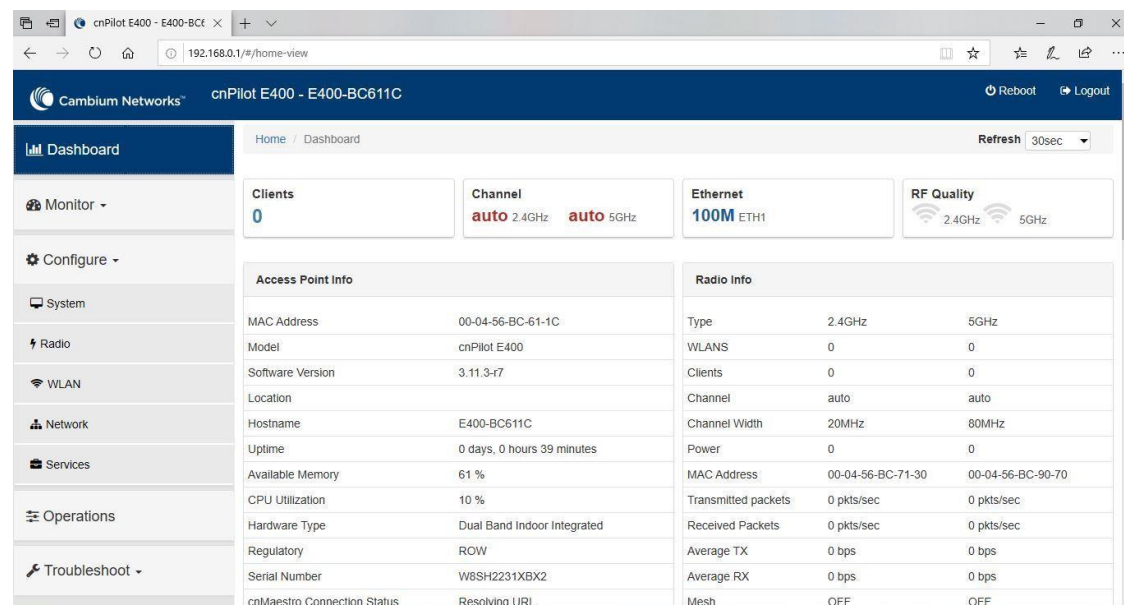 cnPilot E400 - E400-BC6
192.168.0.1/#/home-view
Cambium Networks™
cnPilot E400 - E400-BC611C
Reboot
Logout
Dashboard
Monitor
Configure
System
Radio
WLAN
Network
Services
Operations
Troubleshoot
Home / Dashboard
Refresh 30sec
Clients
0
Channel
auto 2.4GHz auto 5GHz
Ethernet
100M ETH1
RF Quality
2.4GHz 5GHz
Access Point Info
MAC Address 00-04-56-BC-61-1C
Model cnPilot E400
Software Version 3.11.3-r7
Location
Hostname E400-BC611C
Uptime 0 days, 0 hours 39 minutes
Available Memory 61 %
CPU Utilization 10 %
Hardware Type Dual Band Indoor Integrated
Regulatory ROW
Serial Number W8SH2231XBX2
cnMaestro Connection Status Resolving URL.
Radio Info
Type 2.4GHz 5GHz
WLANS 0 0
Clients 0 0
Channel auto auto
Channel Width 20MHz 80MHz
Power 0 0
MAC Address 00-04-56-BC-71-30 00-04-56-BC-90-70
Transmitted packets 0 pkts/sec 0 pkts/sec
Received Packets 0 pkts/sec 0 pkts/sec
Average TX 0 bps 0 bps
Average RX 0 bps 0 bps
Mesh OFF OFF